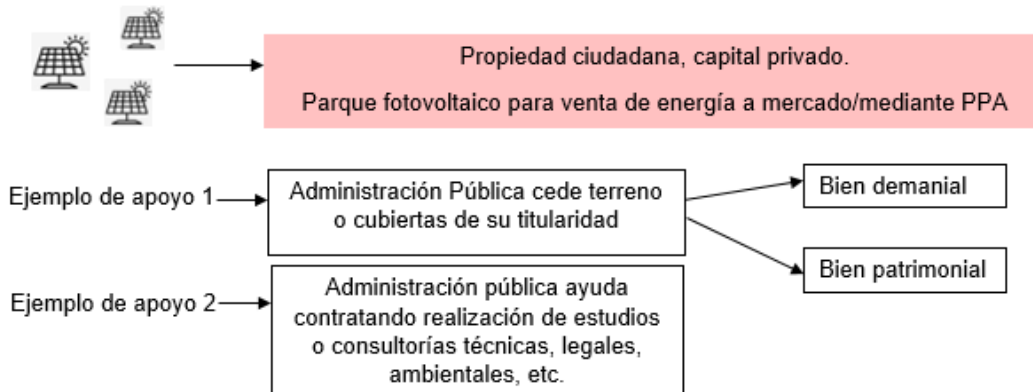 Propiedad ciudadana, capital privado.
Parque fotovoltaico para venta de energía a mercado/mediante PPA
Ejemplo de apoyo 1
Administración Pública cede terreno
o cubiertas de su titularidad
Bien demanial
Bien patrimonial
Ejemplo de apoyo 2
Administración pública ayuda
contratando realización de estudios
o consultorías técnicas, legales,
ambientales, etc.